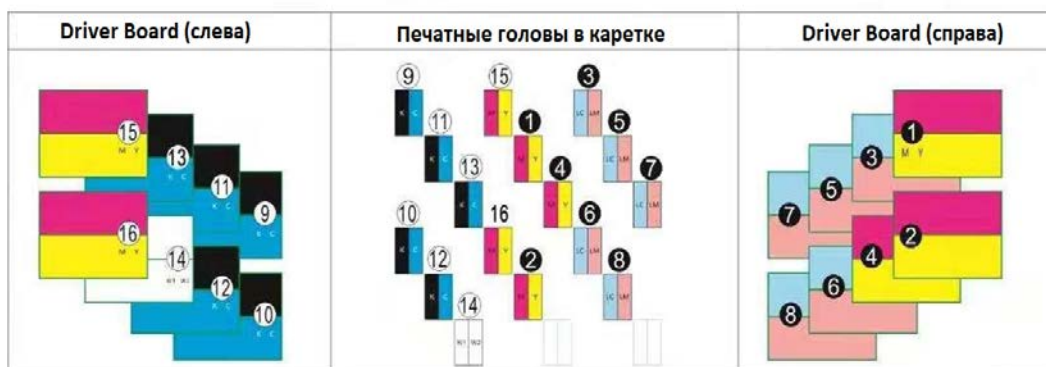 Driver Board (слева)
Печатные головы в каретке
Driver Board (справа)
15
M Y
13
K C
11
K C
9
K C
16
M Y
14
W1 W2
12
K C
10
K C
9 15 3
K C M Y LC LM
11 1 5
K C M Y LC LM
13 4 7
K C M Y LC LM
10 16 6
K C M Y LC LM
12 2 8
K C M Y LC LM
14
W1 W2
1
M Y
3
5
7
2
4
6
8